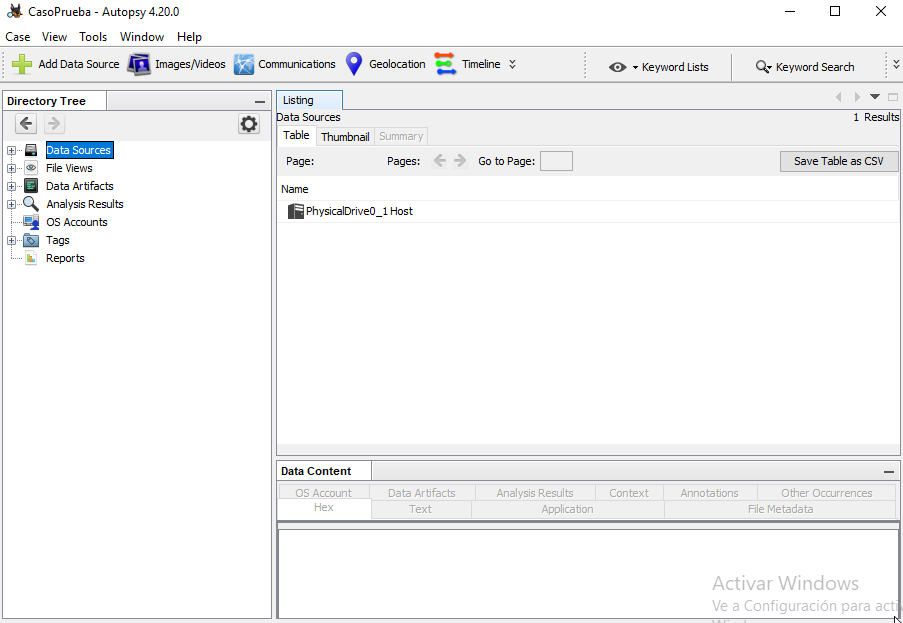 CasoPrueba - Autopsy 4.20.0
Case View Tools Window Help
Add Data Source Images/Videos Communications Geolocation Timeline Keyword Lists Keyword Search
Directory Tree
Data Sources
File Views
Data Artifacts
Analysis Results
OS Accounts
Tags
Reports
Listing
Data Sources 1 Results
Table Thumbnail Summary
Page: Pages: Go to Page: Save Table as CSV
Name
PhysicalDrive0_1 Host
Data Content
OS Account Data Artifacts Analysis Results Context Annotations Other Occurrences
Hex Text Application File Metadata
Activar Windows
Ve a Configuración para acti